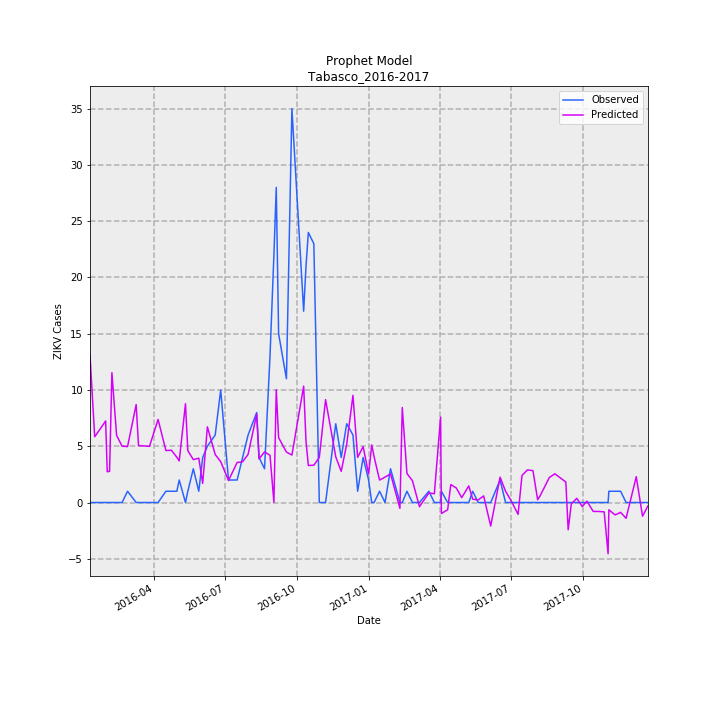 Prophet Model
Tabasco_2016-2017
Observed
Predicted
35
30
25
20
15
10
5
0
−5
ZIKV Cases
2016-04
2016-07
2016-10
2017-01
2017-04
2017-07
2017-10
Date